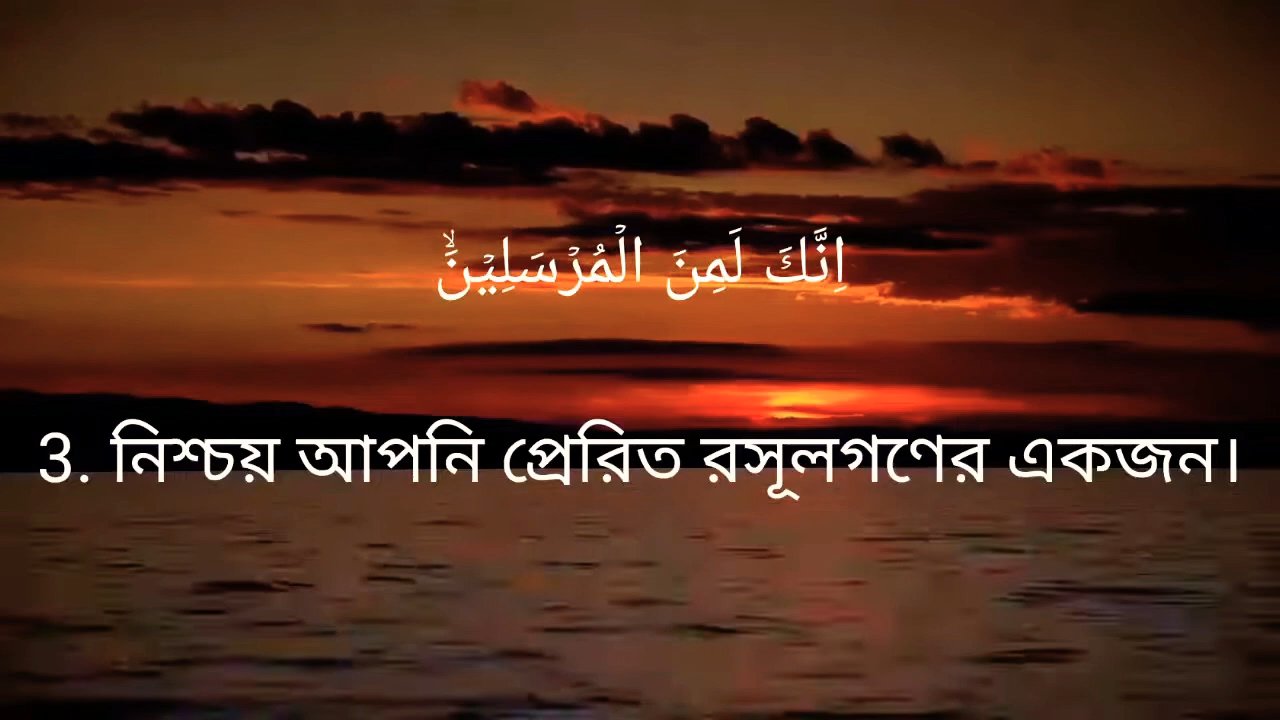 اِنَّكَ لَمِنَ الۡمُرۡسَلِيۡنَۙ
3. নিশ্চয় আপনি প্রেরিত রসূলগণের একজন।